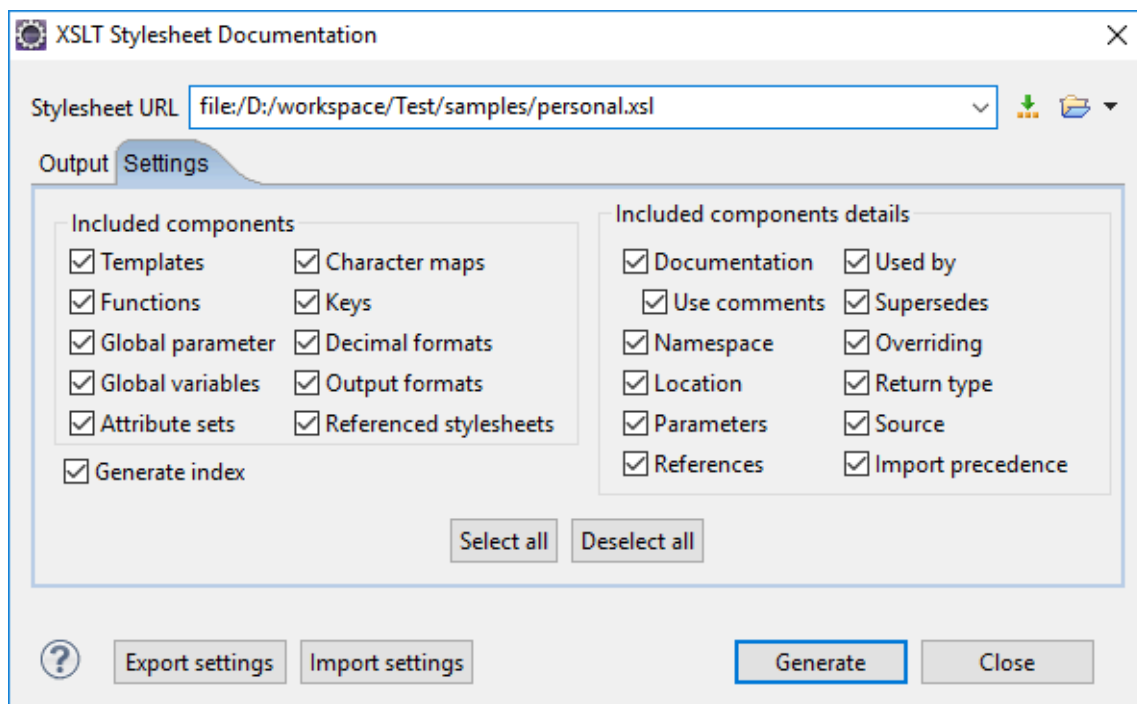 XSLT Stylesheet Documentation
Stylesheet URL file:/D:/workspace/Test/samples/personal.xsl
Output Settings
Included components
Templates Character maps
Functions Keys
Global parameter Decimal formats
Global variables Output formats
Attribute sets Referenced stylesheets
Generate index
Included components details
Documentation Used by
Use comments Supersedes
Namespace Overriding
Location Return type
Parameters Source
References Import precedence
Select all Deselect all
? Export settings Import settings Generate Close